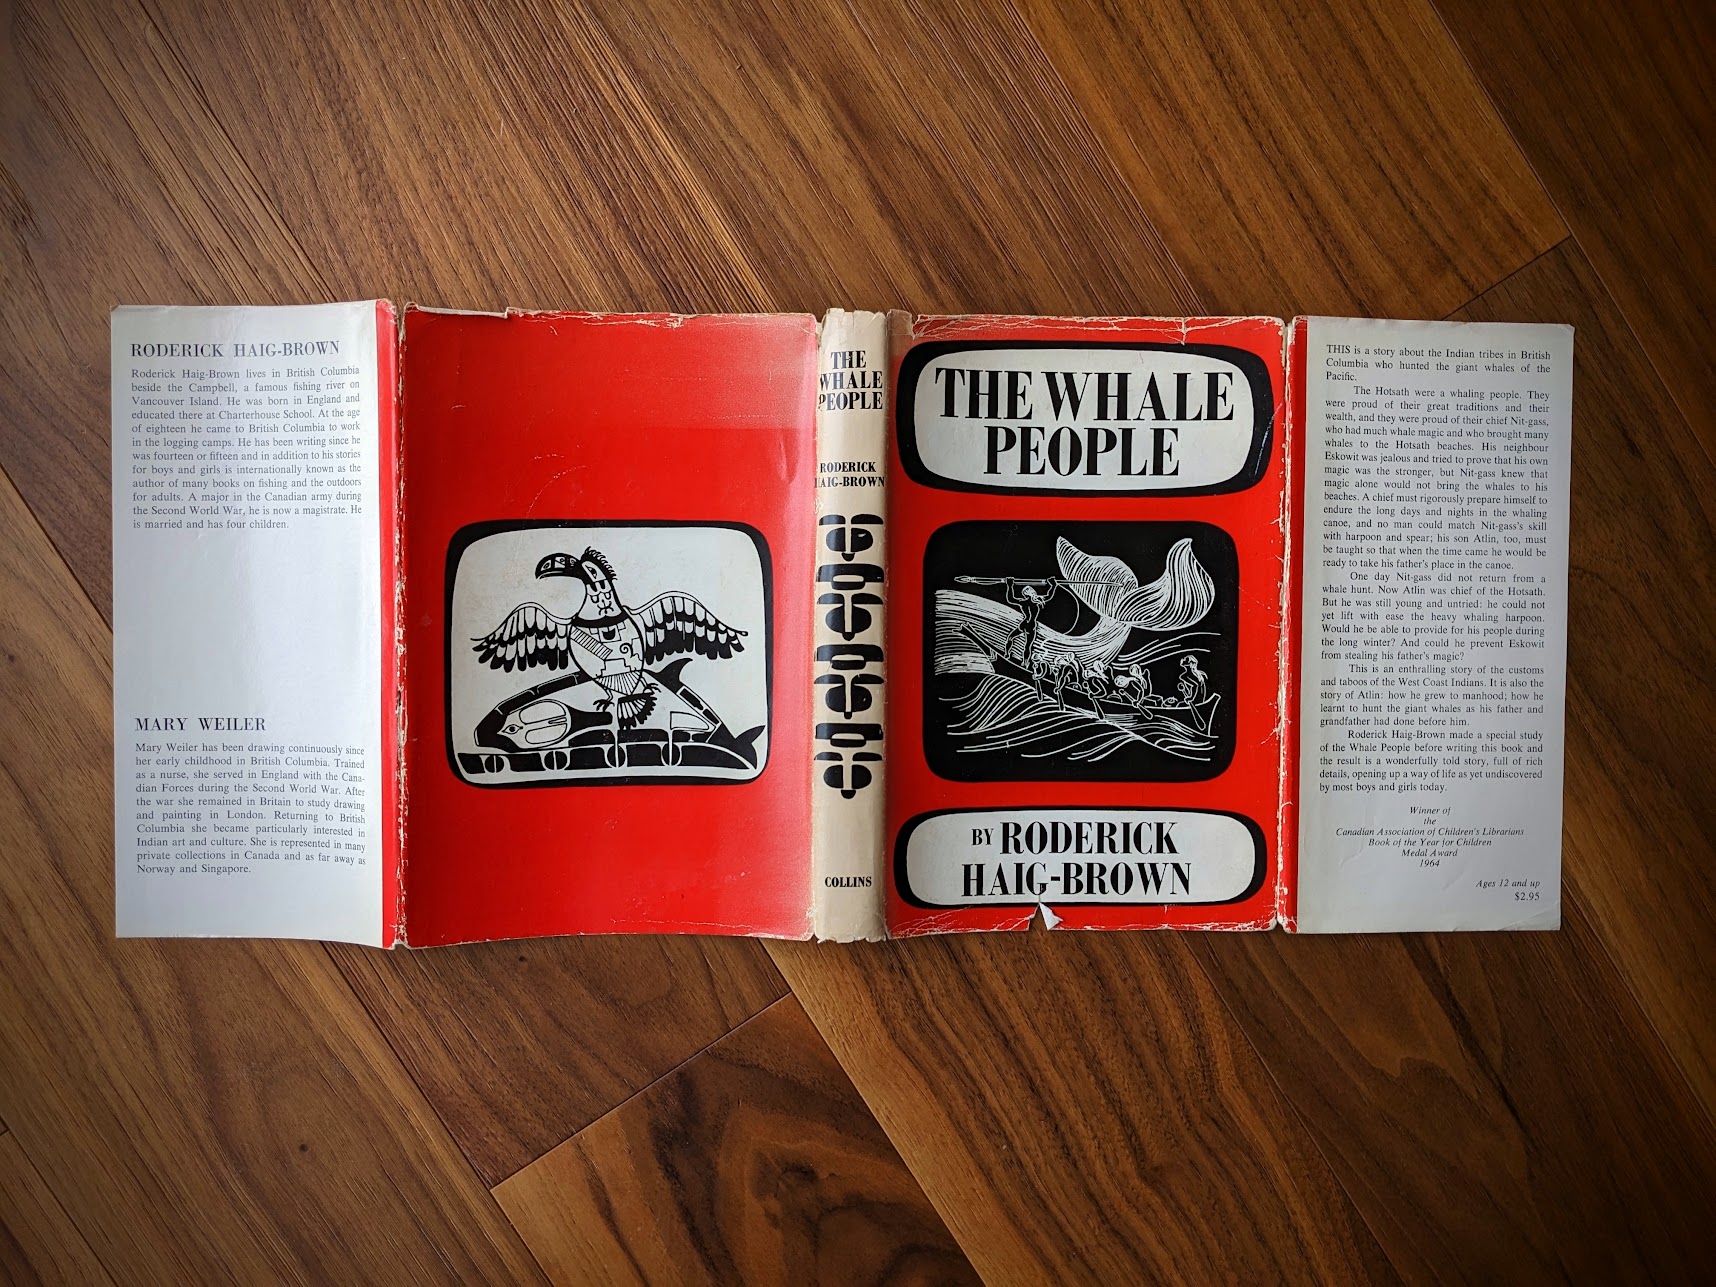 RODERICK HAIG-BROWN
Roderick Haig-Brown lives in British Columbia
beside the Campbell, a famous fishing river on
Vancouver Island. He was born in England and
educated there at Charterhouse School. At the age
of eighteen he came to British Columbia to work
in the logging camps. He has been writing since he
was fourteen or fifteen and in addition to his stories
for boys and girls is internationally known as the
author of many books on fishing and the outdoors
for adults. A major in the Canadian army during
the Second World War, he is now a magistrate. He
is married and has four children.
MARY WEILER
Mary Weiler has been drawing continuously since
her early childhood in British Columbia. Trained
as a nurse, she served in England with the Cana-
dian Forces during the Second World War. After
the war she remained in Britain to study drawing
and painting in London. Returning to British
Columbia she became particularly interested in
Indian art and culture. She is represented in many
private collections in Canada and as far away as
Norway and Singapore.
THE
WHALE
PEOPLE
RODERICK
HAIG-BROWN
COLLINS
THE WHALE
PEOPLE
BY RODERICK
HAIG-BROWN
THIS is a story about the Indian tribes in British
Columbia who hunted the giant whales of the
Pacific.
The Hotsath were a whaling people. They
were proud of their great traditions and their
wealth, and they were proud of their chief Nit-gass,
who had much whale magic and who brought many
whales to the Hotsath beaches. His neighbour
Eskowit was jealous and tried to prove that his own
magic was the stronger, but Nit-gass knew that
magic alone would not bring the whales to his
beaches. A chief must rigorously prepare himself to
endure the long days and nights in the whaling
canoe, and no man could match Nit-gass's skill
with harpoon and spear; his son Atlin, too, must
be taught so that when the time came he would be
ready to take his father's place in the canoe.
One day Nit-gass did not return from a
whale hunt. Now Atlin was chief of the Hotsath.
But he was still young and untried: he could not
yet lift with ease the heavy whaling harpoon.
Would he be able to provide for his people during
the long winter? And could he prevent Eskowit
from stealing his father's magic?
This is an enthralling story of the customs
and taboos of the West Coast Indians. It is also the
story of Atlin: how he grew to manhood; how he
learnt to hunt the giant whales as his father and
grandfather had done before him.
Roderick Haig-Brown made a special study
of the Whale People before writing this book and
the result is a wonderfully told story, full of rich
details, opening up a way of life as yet undiscovered
by most boys and girls today.
Winner of
the
Canadian Association of Children's Librarians
Book of the Year for Children
Medal Award
1964
Ages 12 and up
$2.95